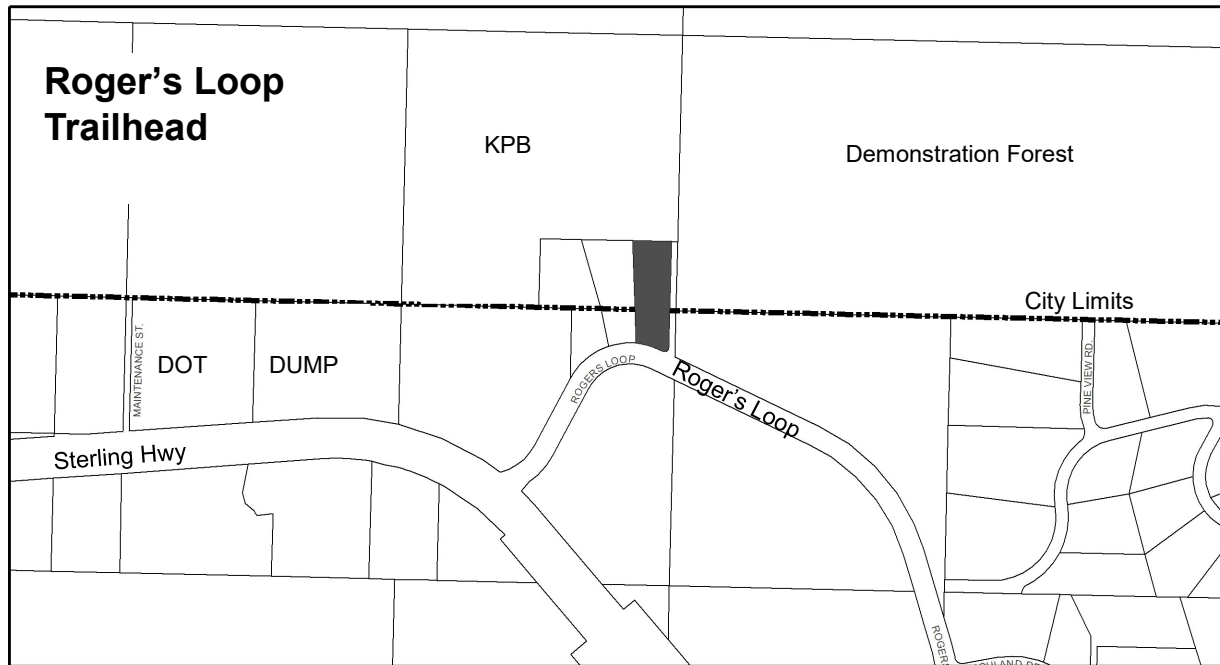 Roger’s Loop
Trailhead
KPB
Demonstration Forest
City Limits
MAINTENANCE ST.
DOT
DUMP
ROGERS LOOP
Roger’s Loop
PINE VIEW RD.
Sterling Hwy
ROGERS